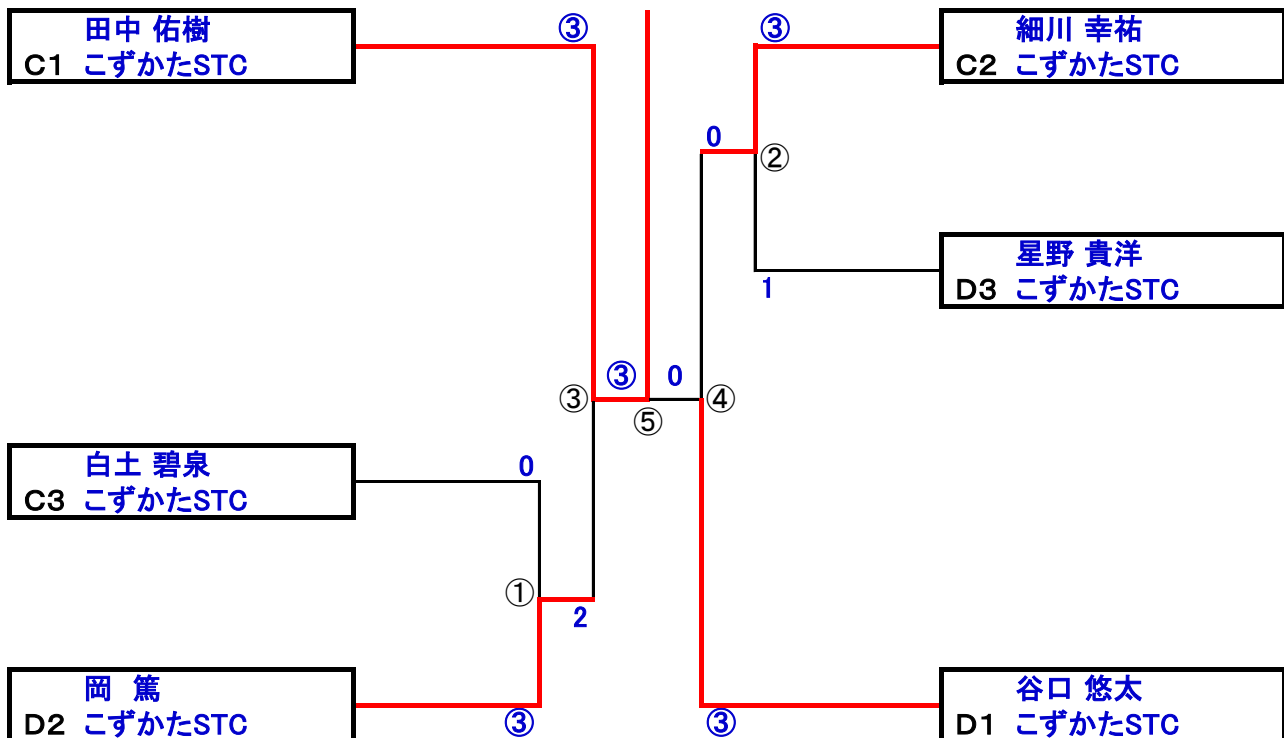 田中 佑樹
C1 こずかたSTC
③
③
細川 幸祐
C2 こずかたSTC
0
②
星野 貴洋
D3 こずかたSTC
1
③
③
0
④
⑤
白土 碧泉
C3 こずかたSTC
0
①
2
岡 篤
D2 こずかたSTC
③
③
谷口 悠太
D1 こずかたSTC